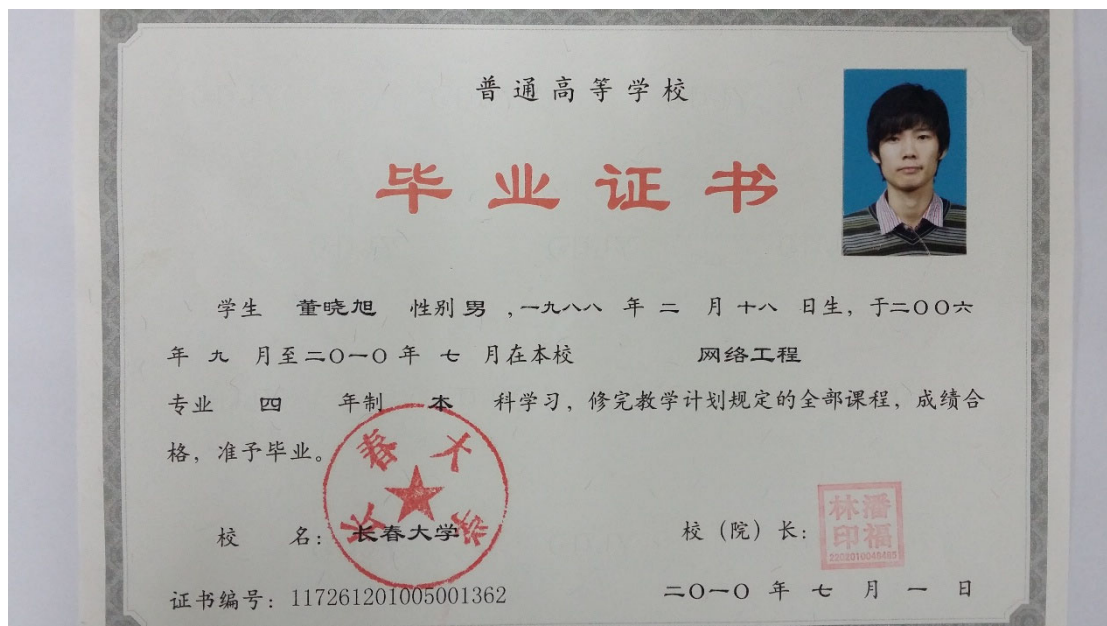 普通高等学校
毕业证书
学生 董晓旭 性别 男 ,一九八八 年 二 月 十八 日生，于二〇〇六
年 九 月至 二〇一〇 年 七 月在本校 网络工程
专业 四 年制 本 科学习，修完教学计划规定的全部课程，成绩合
格，准予毕业。
长春大学
校 名： 长春大学
校（院）长：
潘福林印
证书编号：117261201005001362
二〇一〇 年 七 月 一 日